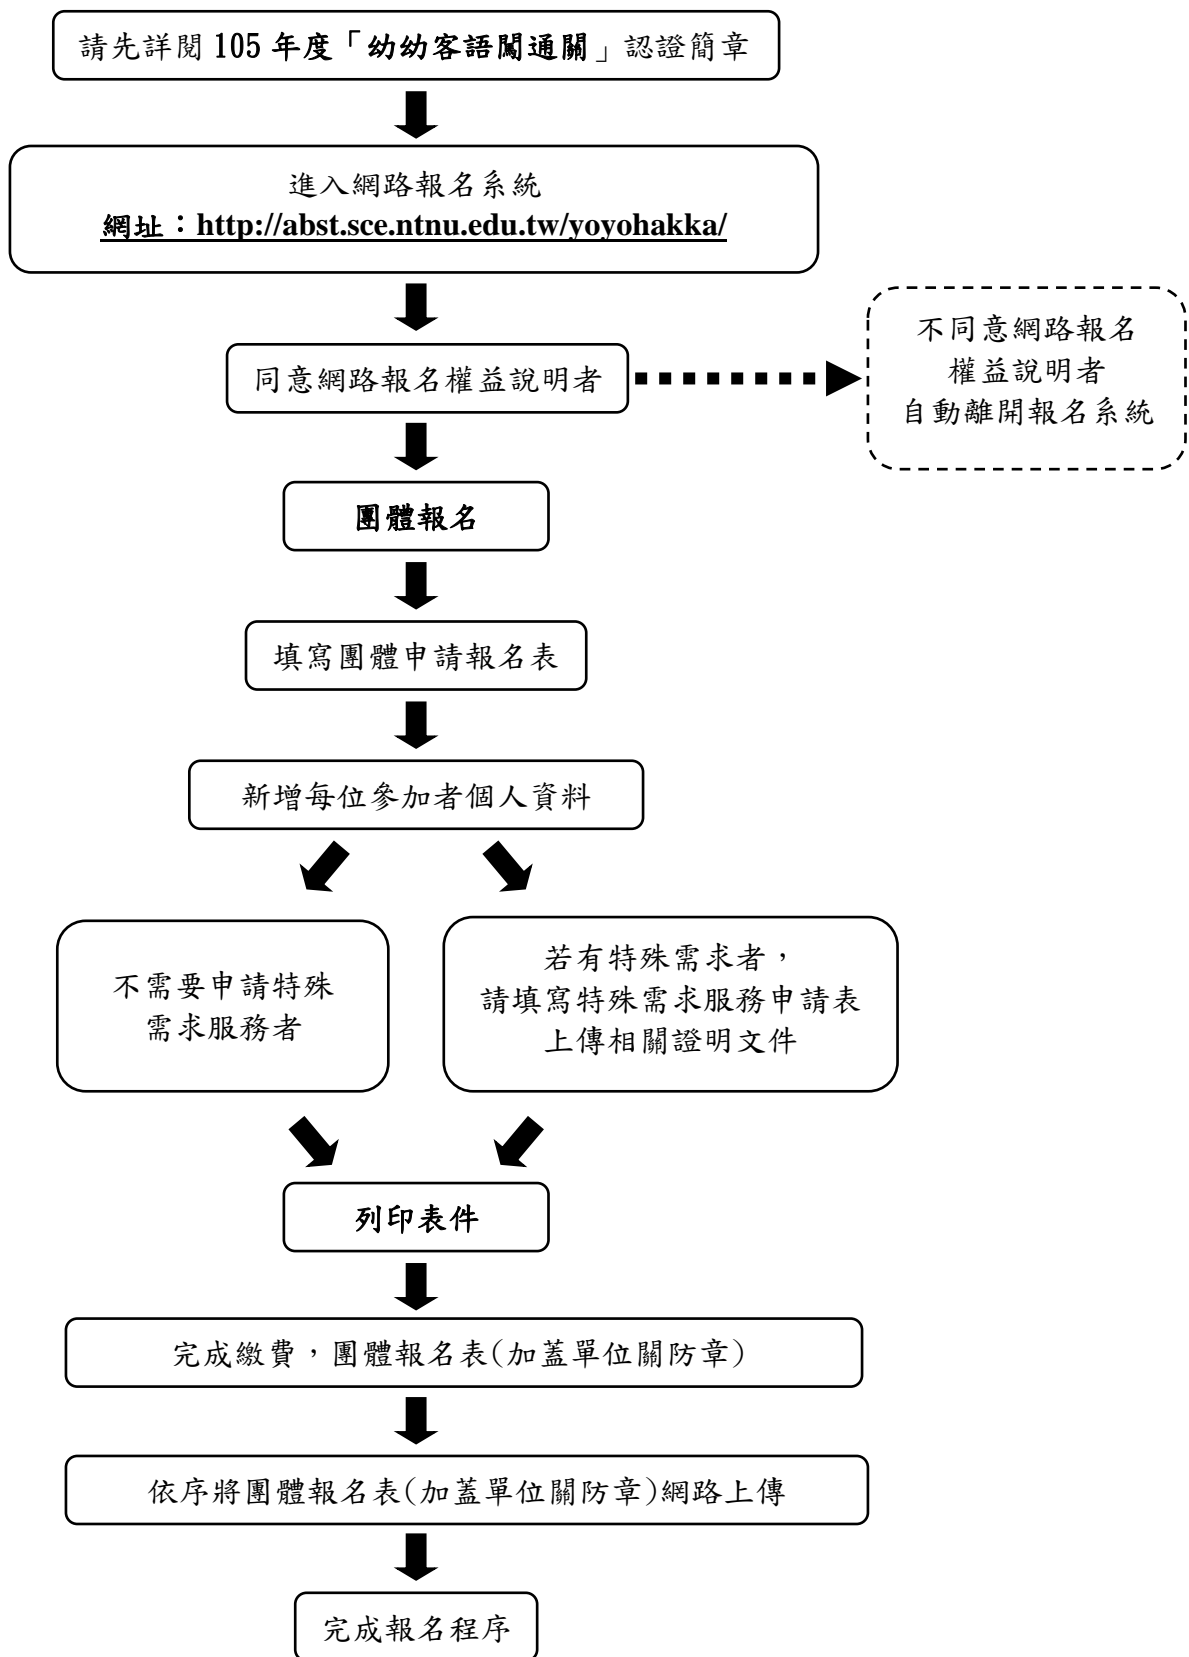 請先詳閱 105 年度「幼幼客語闖通關」認證簡章
進入網路報名系統
網址：http://abst.sce.ntnu.edu.tw/yoyohakka/
同意網路報名權益說明者
不同意網路報名
權益說明者
自動離開報名系統
團體報名
填寫團體申請報名表
新增每位參加者個人資料
不需要申請特殊
需求服務者
若有特殊需求者，
請填寫特殊需求服務申請表
上傳相關證明文件
列印表件
完成繳費，團體報名表(加蓋單位關防章)
依序將團體報名表(加蓋單位關防章)網路上傳
完成報名程序